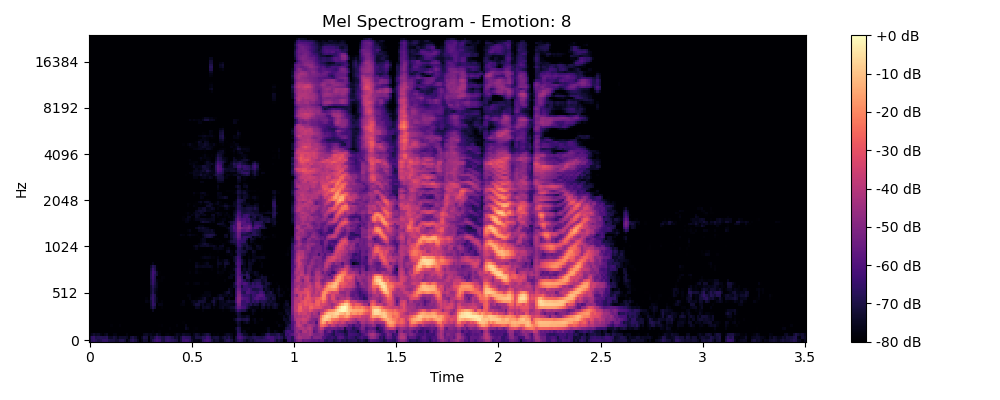 Mel Spectrogram - Emotion: 8
Hz
16384
8192
4096
2048
1024
512
0
0 0.5 1 1.5 2 2.5 3 3.5
Time
+0 dB
-10 dB
-20 dB
-30 dB
-40 dB
-50 dB
-60 dB
-70 dB
-80 dB